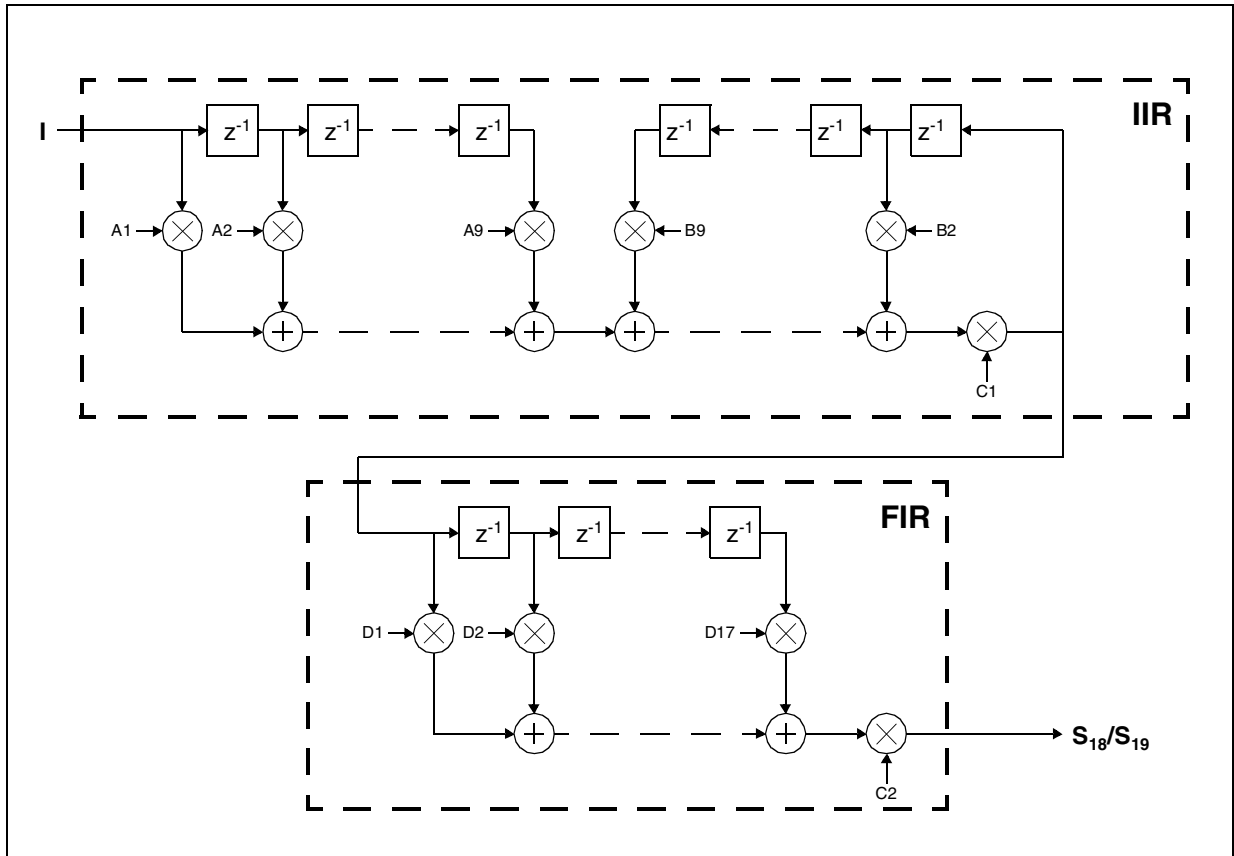 IIR
I
z⁻¹ z⁻¹ z⁻¹ z⁻¹ z⁻¹ z⁻¹
A1 A2 A9 B9 B2
C1
FIR
z⁻¹ z⁻¹ z⁻¹
D1 D2 D17
S₁₈/S₁₉
C2